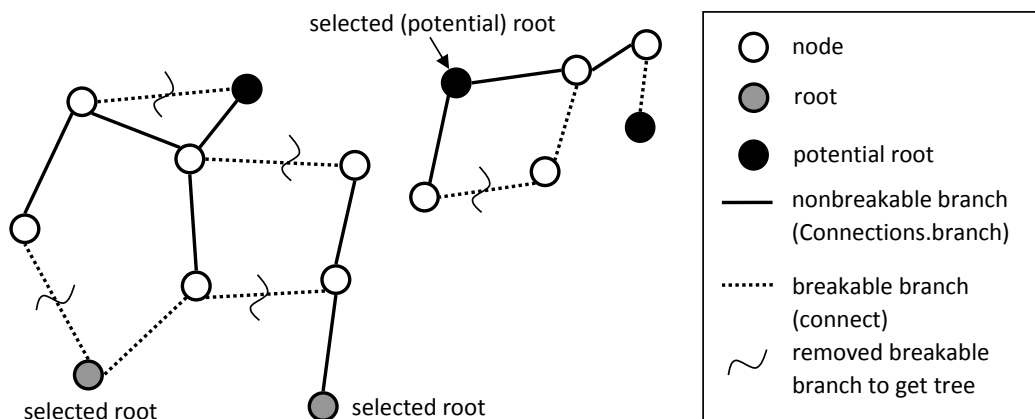 selected (potential) root
selected root
selected root
node
root
potential root
nonbreakable branch
(Connections.branch)
breakable branch
(connect)
removed breakable
branch to get tree